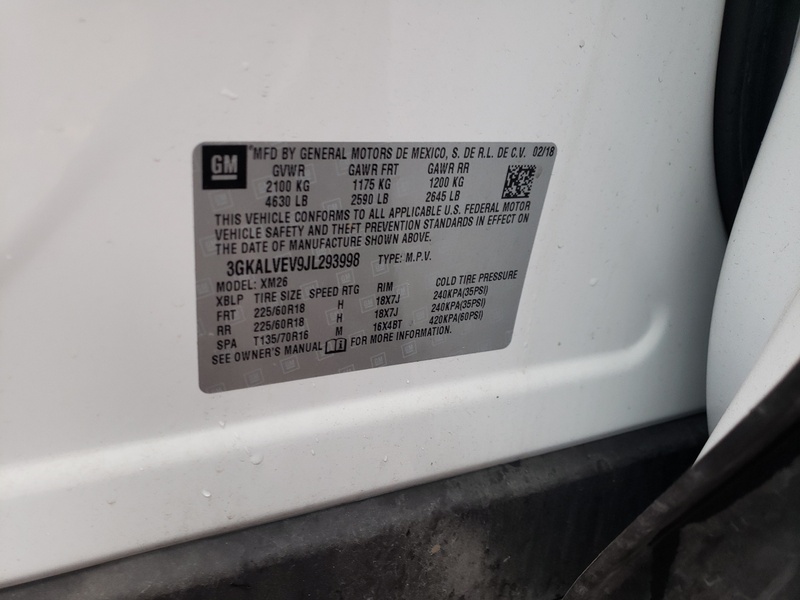 GM
*MFD BY GENERAL MOTORS DE MEXICO, S. DE R.L. DE C.V. 02/18
GVWR GAWR FRT GAWR RR
2100 KG 1175 KG 1200 KG
4630 LB 2590 LB 2645 LB
THIS VEHICLE CONFORMS TO ALL APPLICABLE U.S. FEDERAL MOTOR
VEHICLE SAFETY AND THEFT PREVENTION STANDARDS IN EFFECT ON
THE DATE OF MANUFACTURE SHOWN ABOVE.
3GKALVEV9JL293998 TYPE: M.P.V.
MODEL: XM26
XBLP TIRE SIZE SPEED RTG RIM COLD TIRE PRESSURE
FRT 225/60R18 H 18X7J 240KPA(35PSI)
RR 225/60R18 H 18X7J 240KPA(35PSI)
SPA T135/70R16 M 16X4BT 420KPA(60PSI)
SEE OWNER'S MANUAL FOR MORE INFORMATION.